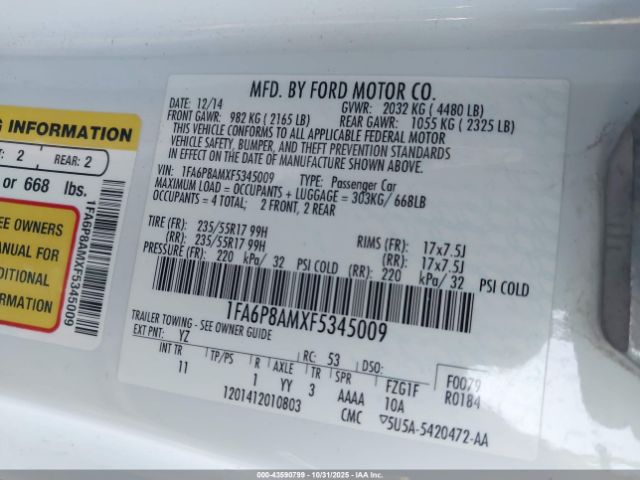 G INFORMATION
: 2 REAR: 2
or 668 lbs.
EE OWNERS
ANUAL FOR
DDITIONAL
FORMATION
1FA6P8AMXF5345009
MFD. BY FORD MOTOR CO.
DATE: 12/14 GVWR: 2032 KG ( 4480 LB)
FRONT GAWR: 982 KG ( 2165 LB) REAR GAWR: 1055 KG ( 2325 LB)
THIS VEHICLE CONFORMS TO ALL APPLICABLE FEDERAL MOTOR
VEHICLE SAFETY, BUMPER, AND THEFT PREVENTION STANDARDS
IN EFFECT ON THE DATE OF MANUFACTURE SHOWN ABOVE.
VIN: 1FA6P8AMXF5345009 TYPE: Passenger Car
MAXIMUM LOAD = OCCUPANTS + LUGGAGE = 303KG/ 668LB
OCCUPANTS = 4 TOTAL: 2 FRONT, 2 REAR
TIRE (FR): 235/55R17 99H RIMS (FR): 17x7.5J
(RR): 235/55R17 99H (RR): 17x7.5J
PRESSURE (FR): 220 kPa/ 32 PSI COLD (RR): 220 kPa/ 32 PSI COLD
1FA6P8AMXF5345009
TRAILER TOWING - SEE OWNER GUIDE
EXT PNT: YZ RC: 53 DSO:
INT TR TP/PS R AXLE TR SPR FZG1F F0079
11 1 YY 3 AAAA 10A R0184
1201412010803 CMC 5U5A-5420472-AA
000-43590799 | 10/31/2025 | IAAI.COM